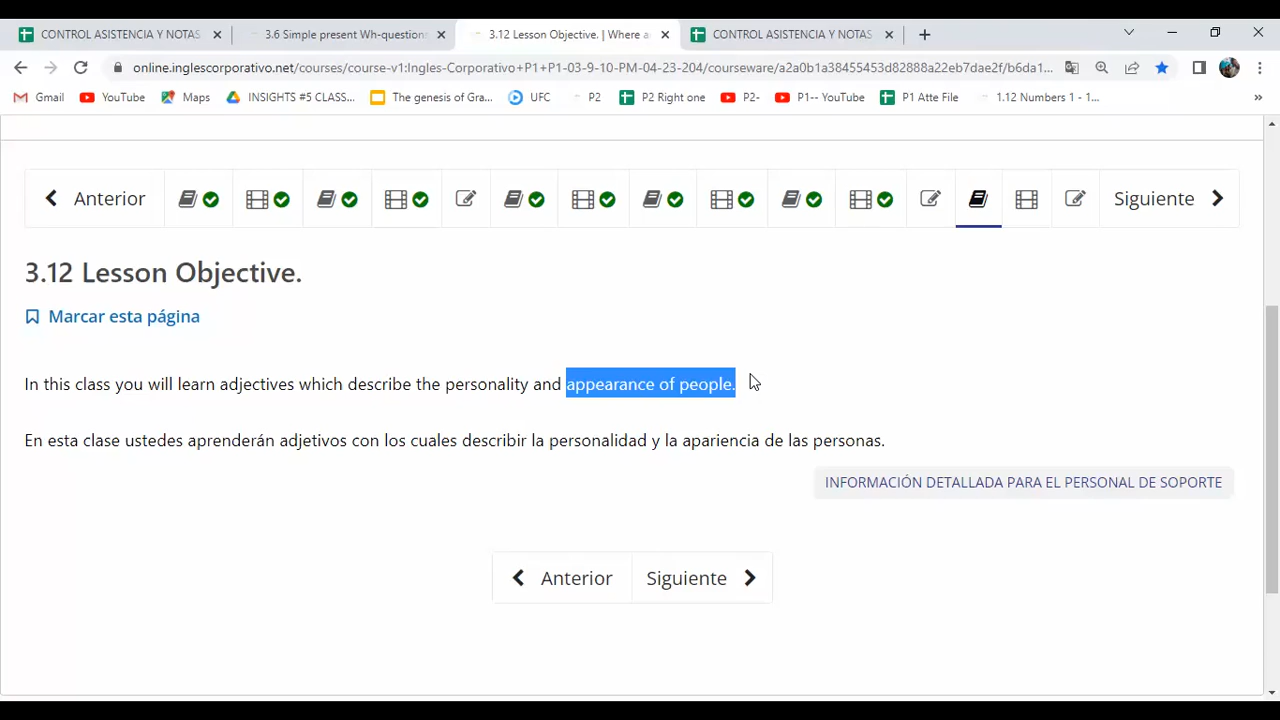 CONTROL ASISTENCIA Y NOTAS
3.6 Simple present Wh-question
3.12 Lesson Objective. | Where a
CONTROL ASISTENCIA Y NOTAS
online.inglescorporativo.net/courses/course-v1:Ingles-Corporativo+P1+P1-03-9-10-PM-04-23-204/courseware/a2a0b1a38455453d82888a22eb7dae2f/b6da1...
Gmail
YouTube
Maps
INSIGHTS #5 CLASS...
The genesis of Gra...
UFC
P2
P2 Right one
P2-
P1-- YouTube
P1 Atte File
1.12 Numbers 1 - 1...
»
Anterior
Siguiente
3.12 Lesson Objective.
Marcar esta página
In this class you will learn adjectives which describe the personality and appearance of people.
En esta clase ustedes aprenderán adjetivos con los cuales describir la personalidad y la apariencia de las personas.
INFORMACIÓN DETALLADA PARA EL PERSONAL DE SOPORTE
Anterior
Siguiente